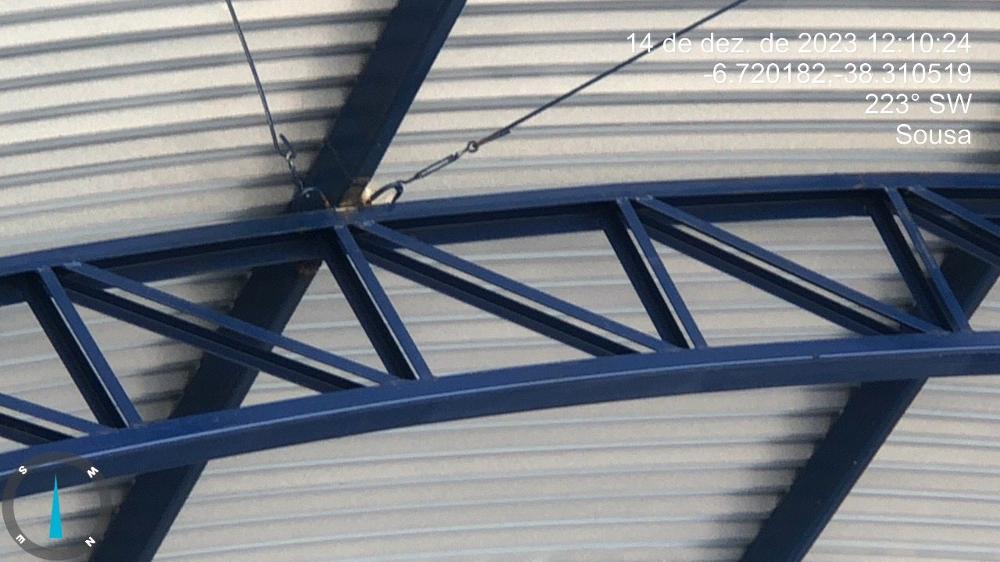 14 de dez. de 2023 12:10:24
-6.720182,-38.310519
223° SW
Sousa
S W
E N